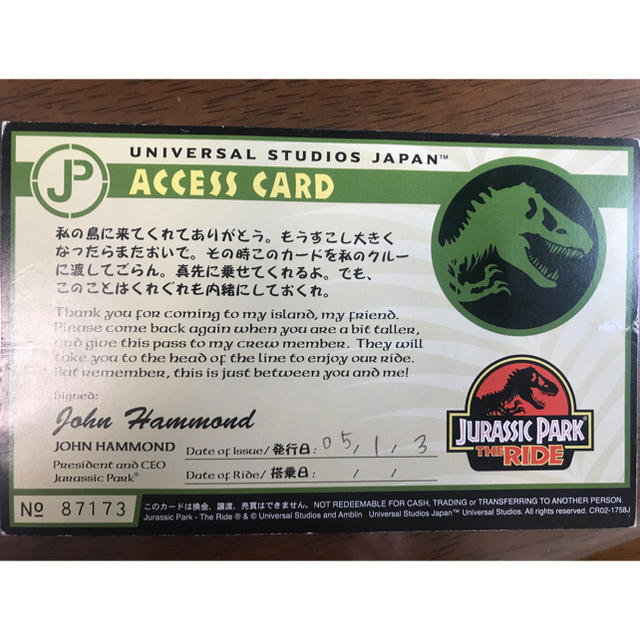 JP
UNIVERSAL STUDIOS JAPAN™
ACCESS CARD
私の島に来てくれてありがとう。もうすこし大きく
なったらまたおいで。その時このカードを私のクルー
に渡してごらん。真先に乗せてくれるよ。でも、
このことはくれぐれも内緒にしておくれ。
Thank you for coming to my island, my friend.
Please come back again when you are a bit taller,
and give this pass to my crew member. They will
take you to the head of the line to enjoy our ride.
But remember, this is just between you and me!
Signed:
John Hammond
JOHN HAMMOND
President and CEO
Jurassic Park®
Date of Issue/発行日: 05/1/3
Date of Ride/搭乗日: / /
JURASSIC PARK
THE RIDE
№ 87173
このカードは換金、譲渡、売買はできません。 NOT REDEEMABLE FOR CASH, TRADING or TRANSFERRING TO ANOTHER PERSON.
Jurassic Park - The Ride ® & © Universal Studios and Amblin Universal Studios Japan™ Universal Studios. All rights reserved. CR02-1758J